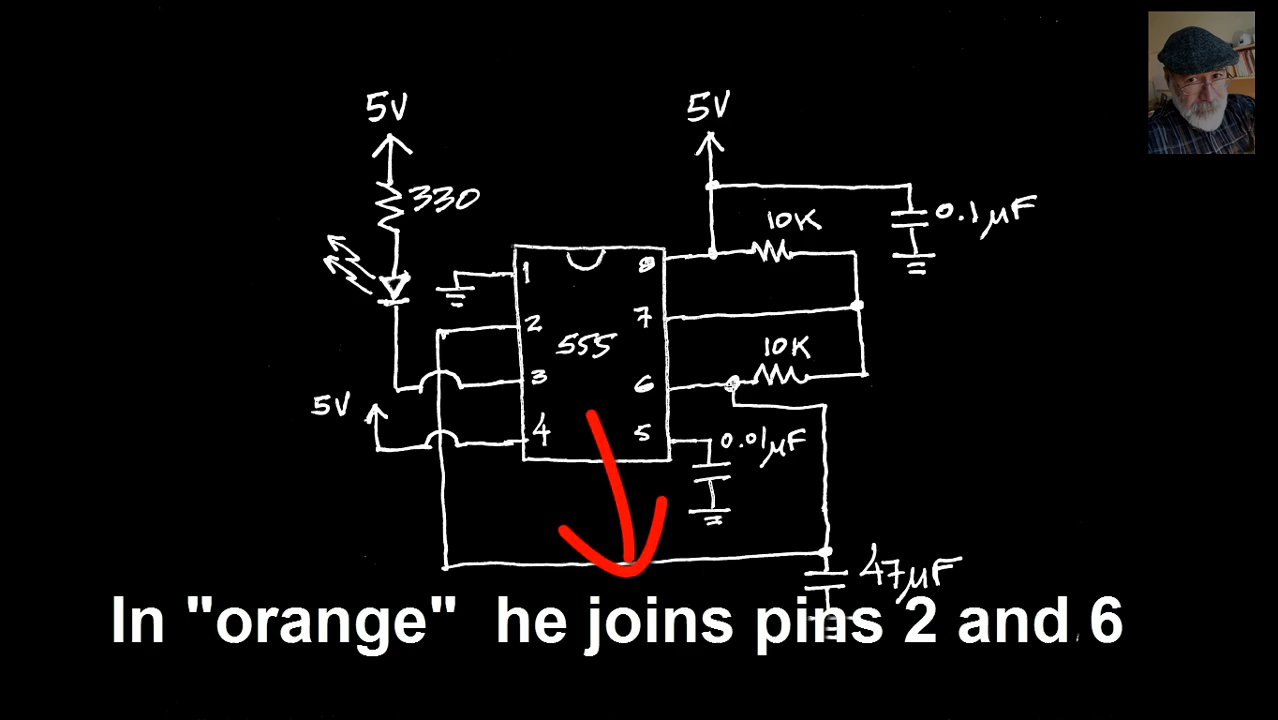 5V
5V
330
10K
0.1µF
1
8
2
7
555
10K
3
6
5V
4
5
0.01µF
47µF
In "orange" he joins pins 2 and 6